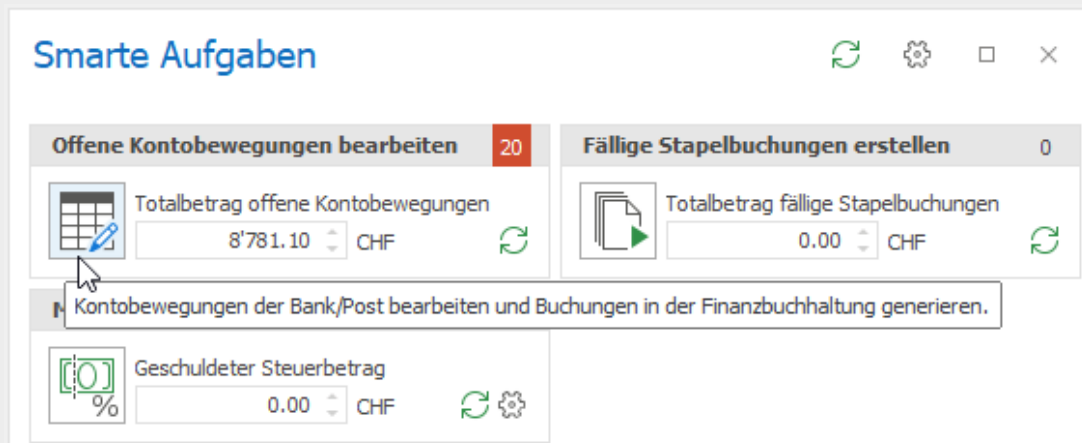 Smarte Aufgaben
Offene Kontobewegungen bearbeiten 20
Fällige Stapelbuchungen erstellen 0
Totalbetrag offene Kontobewegungen
8'781.10 CHF
Totalbetrag fällige Stapelbuchungen
0.00 CHF
Kontobewegungen der Bank/Post bearbeiten und Buchungen in der Finanzbuchhaltung generieren.
Geschuldeter Steuerbetrag
% 0.00 CHF